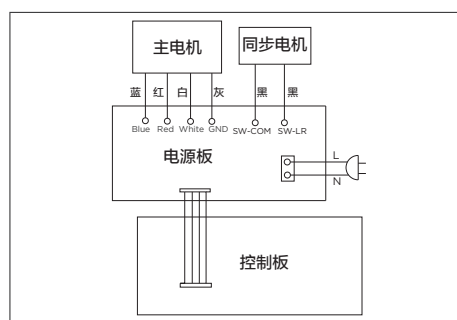 主电机
同步电机
蓝 红 白 灰 黑 黑
Blue Red White GND SW-COM SW-LR
电源板
L
N
控制板